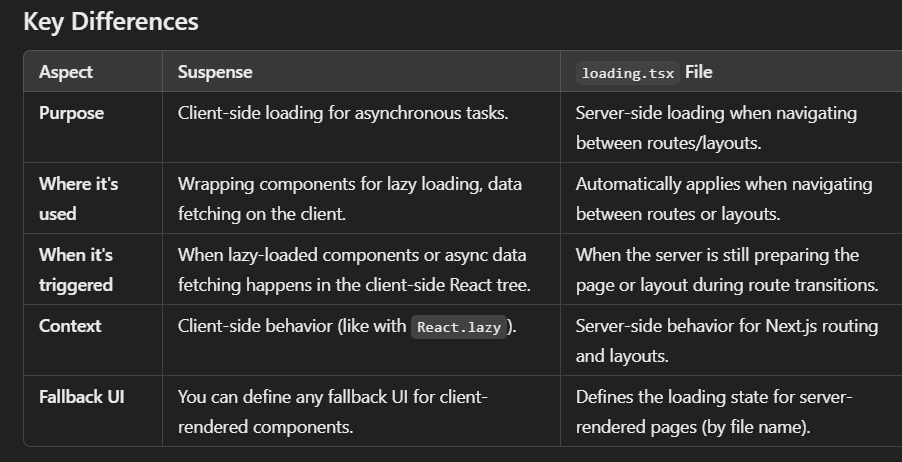 Key Differences
Aspect Suspense loading.tsx File
Purpose Client-side loading for asynchronous tasks. Server-side loading when navigating
between routes/layouts.
Where it's Wrapping components for lazy loading, data Automatically applies when navigating
used fetching on the client. between routes or layouts.
When it's When lazy-loaded components or async data When the server is still preparing the
triggered fetching happens in the client-side React tree. page or layout during route transitions.
Context Client-side behavior (like with React.lazy). Server-side behavior for Next.js routing
and layouts.
Fallback UI You can define any fallback UI for client- Defines the loading state for server-
rendered components. rendered pages (by file name).